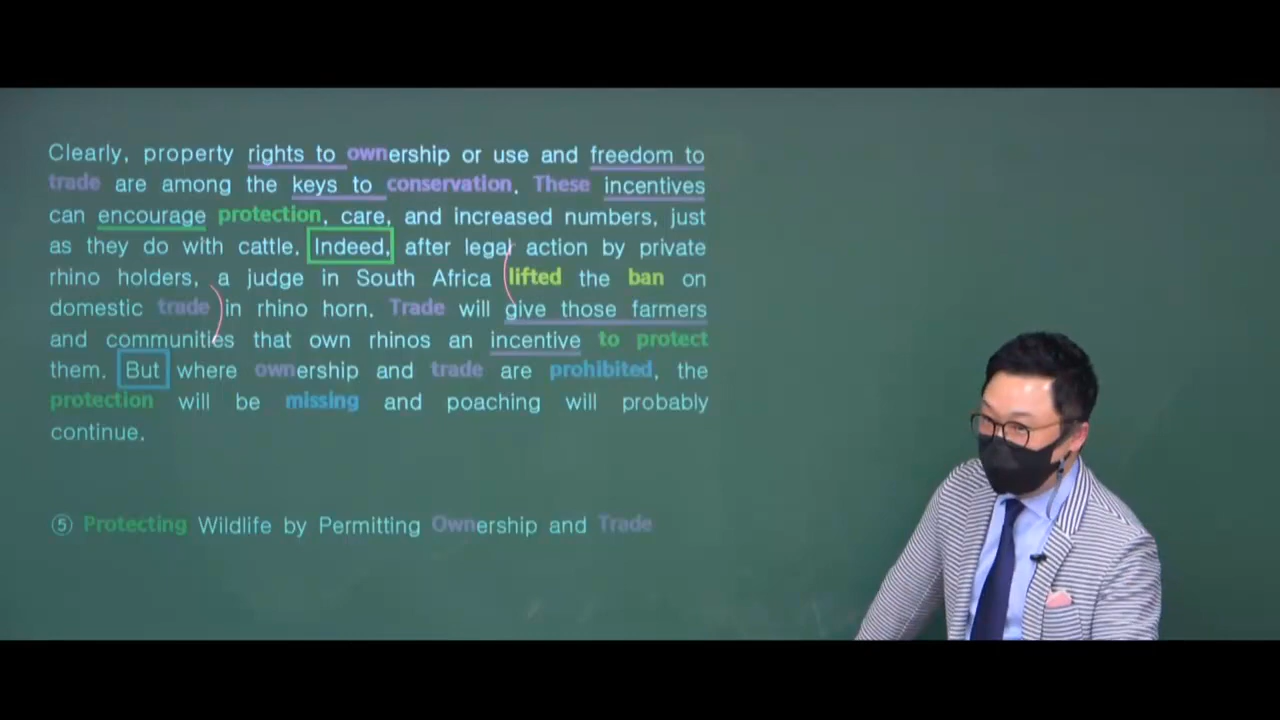 Clearly, property rights to ownership or use and freedom to
trade are among the keys to conservation. These incentives
can encourage protection, care, and increased numbers, just
as they do with cattle. Indeed, after legal action by private
rhino holders, a judge in South Africa lifted the ban on
domestic trade in rhino horn. Trade will give those farmers
and communities that own rhinos an incentive to protect
them. But where ownership and trade are prohibited, the
protection will be missing and poaching will probably
continue.
⑤ Protecting Wildlife by Permitting Ownership and Trade